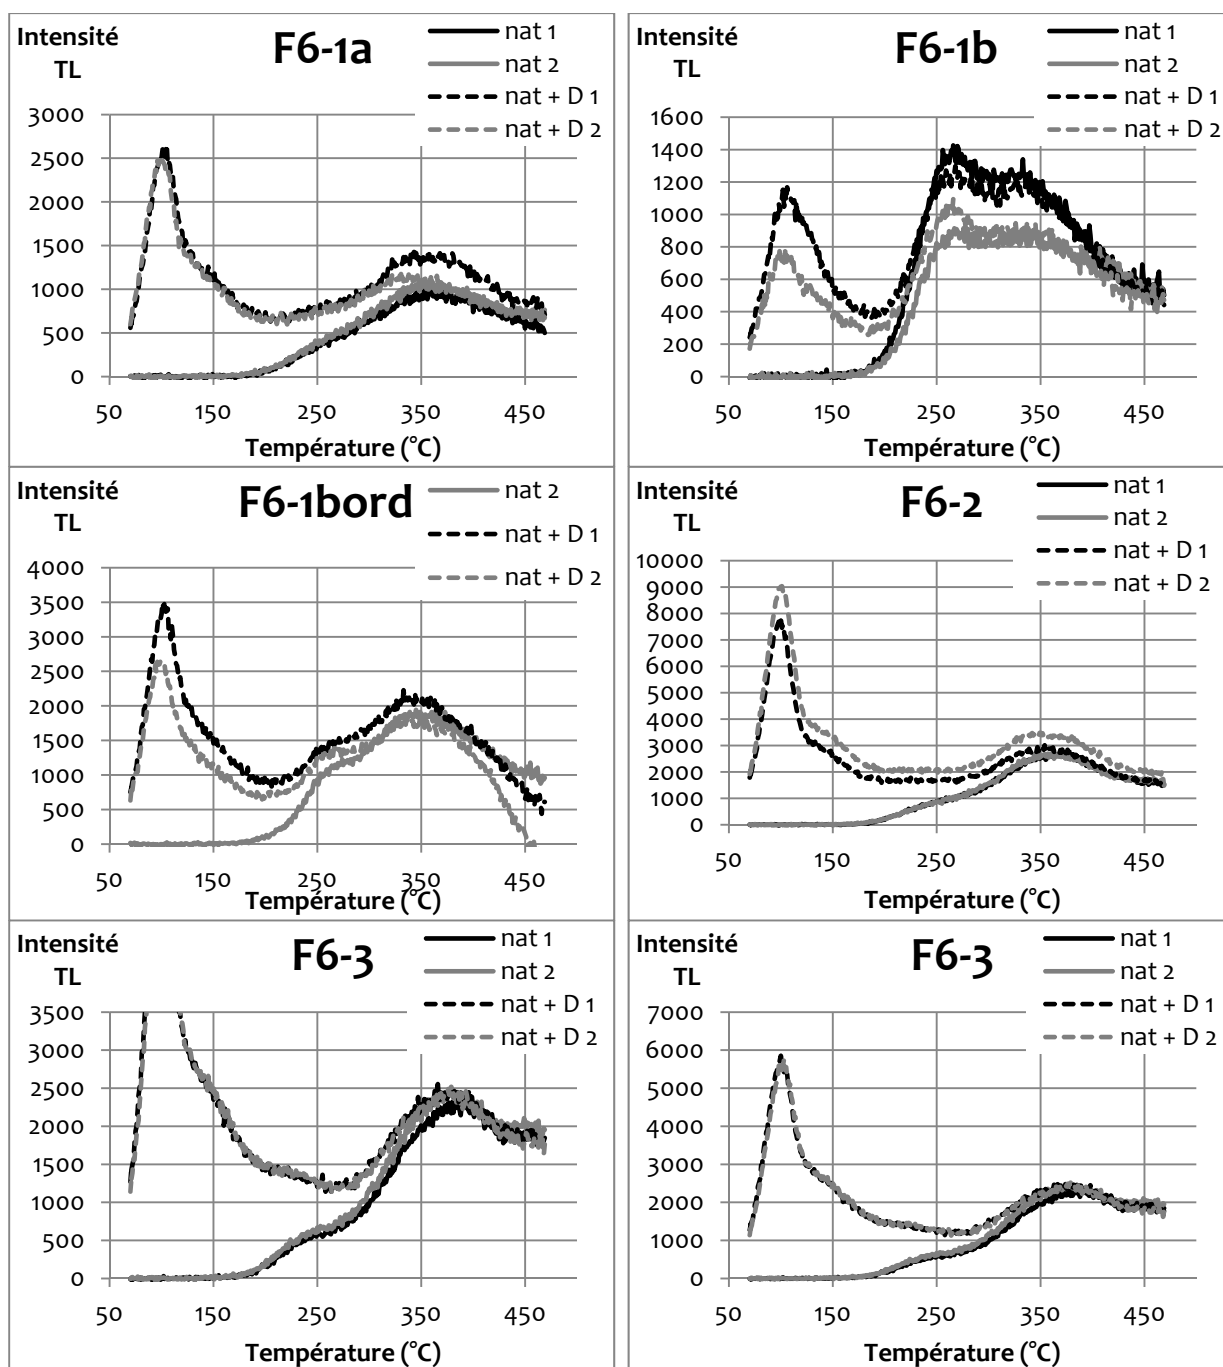 Intensité
TL
F6-1a
nat 1
nat 2
nat + D 1
nat + D 2
3000
2500
2000
1500
1000
500
0
50 150 250 350 450
Température (°C)
Intensité
TL
F6-1b
nat 1
nat 2
nat + D 1
nat + D 2
1600
1400
1200
1000
800
600
400
200
0
50 150 250 350 450
Température (°C)
Intensité
TL
F6-1bord
nat 2
nat + D 1
nat + D 2
4000
3500
3000
2500
2000
1500
1000
500
0
50 150 250 350 450
Température (°C)
Intensité
TL
F6-2
nat 1
nat 2
nat + D 1
nat + D 2
10000
9000
8000
7000
6000
5000
4000
3000
2000
1000
0
50 150 250 350 450
Température (°C)
Intensité
TL
F6-3
nat 1
nat 2
nat + D 1
nat + D 2
3500
3000
2500
2000
1500
1000
500
0
50 150 250 350 450
Température (°C)
Intensité
TL
F6-3
nat 1
nat 2
nat + D 1
nat + D 2
7000
6000
5000
4000
3000
2000
1000
0
50 150 250 350 450
Température (°C)